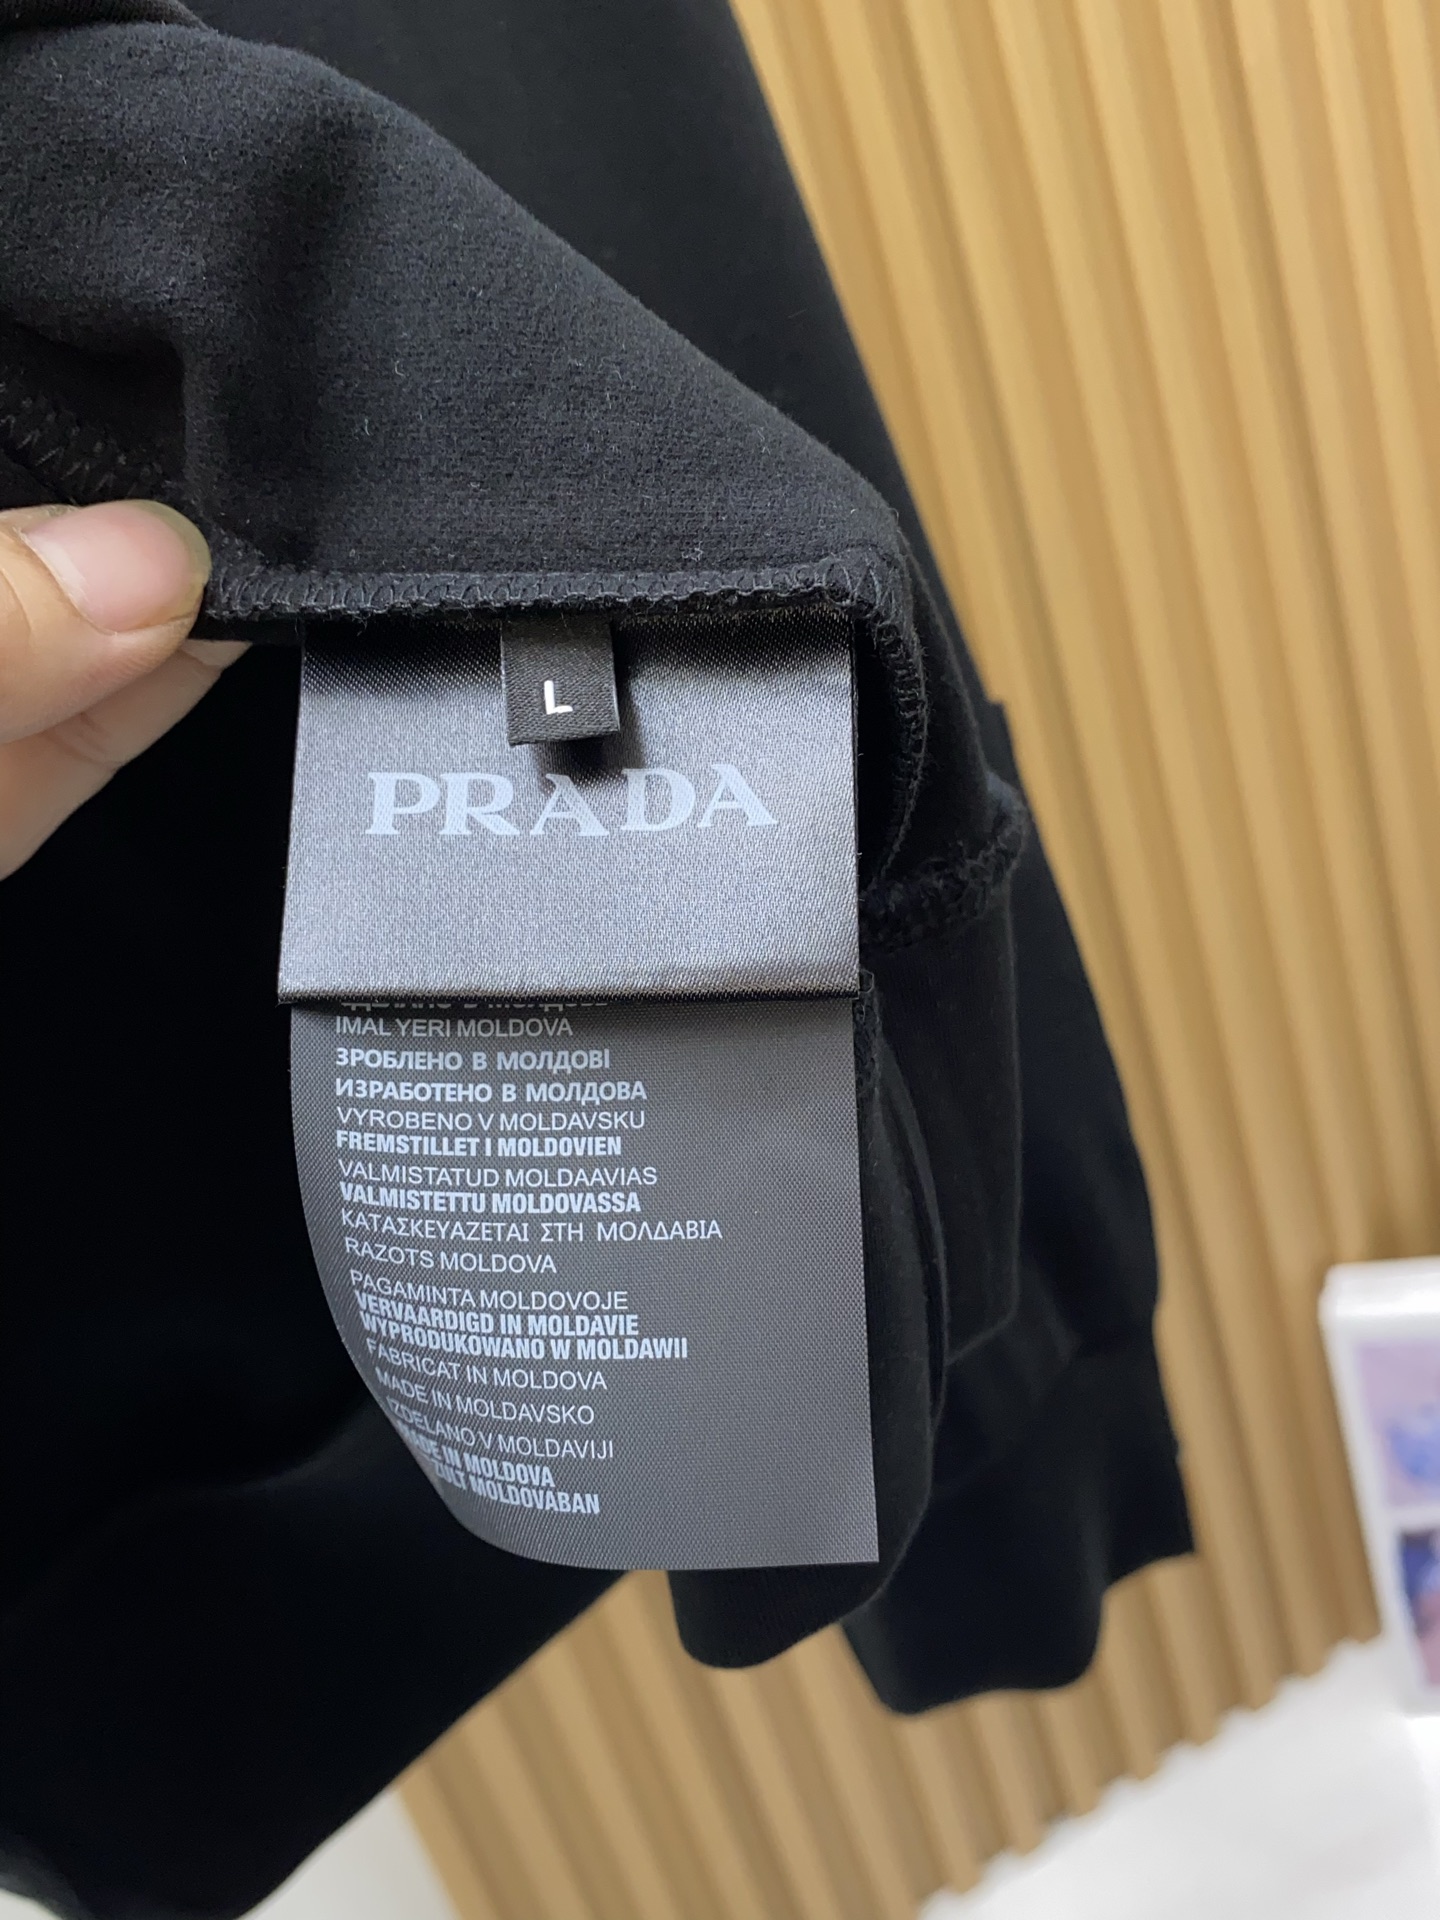 L
PRADA
IMAL YERI MOLDOVA
ЗРОБЛЕНО В МОЛДОВІ
ИЗРАБОТЕНО В МОЛДОВА
VYROBENO V MOLDAVSKU
FREMSTILLET I MOLDOVIEN
VALMISTATUD MOLDAAVIAS
VALMISTETTU MOLDOVASSA
ΚΑΤΑΣΚΕΥΑΖΕΤΑΙ ΣΤΗ ΜΟΛΔΑΒΙΑ
RAZOTS MOLDOVA
PAGAMINTA MOLDOVOJE
VERVAARDIGD IN MOLDAVIE
WYPRODUKOWANO W MOLDAWII
FABRICAT IN MOLDOVA
MADE IN MOLDAVSKO
IZDELANO V MOLDAVIJI
MADE IN MOLDOVA
MOLDOVABAN